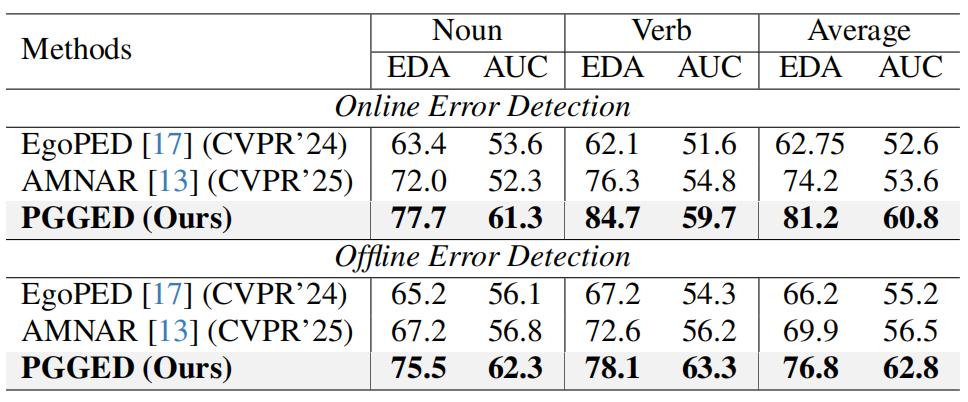 Methods Noun Verb Average
EDA AUC EDA AUC EDA AUC
Online Error Detection
EgoPED [17] (CVPR’24) 63.4 53.6 62.1 51.6 62.75 52.6
AMNAR [13] (CVPR’25) 72.0 52.3 76.3 54.8 74.2 53.6
PGGED (Ours) 77.7 61.3 84.7 59.7 81.2 60.8
Offline Error Detection
EgoPED [17] (CVPR’24) 65.2 56.1 67.2 54.3 66.2 55.2
AMNAR [13] (CVPR’25) 67.2 56.8 72.6 56.2 69.9 56.5
PGGED (Ours) 75.5 62.3 78.1 63.3 76.8 62.8